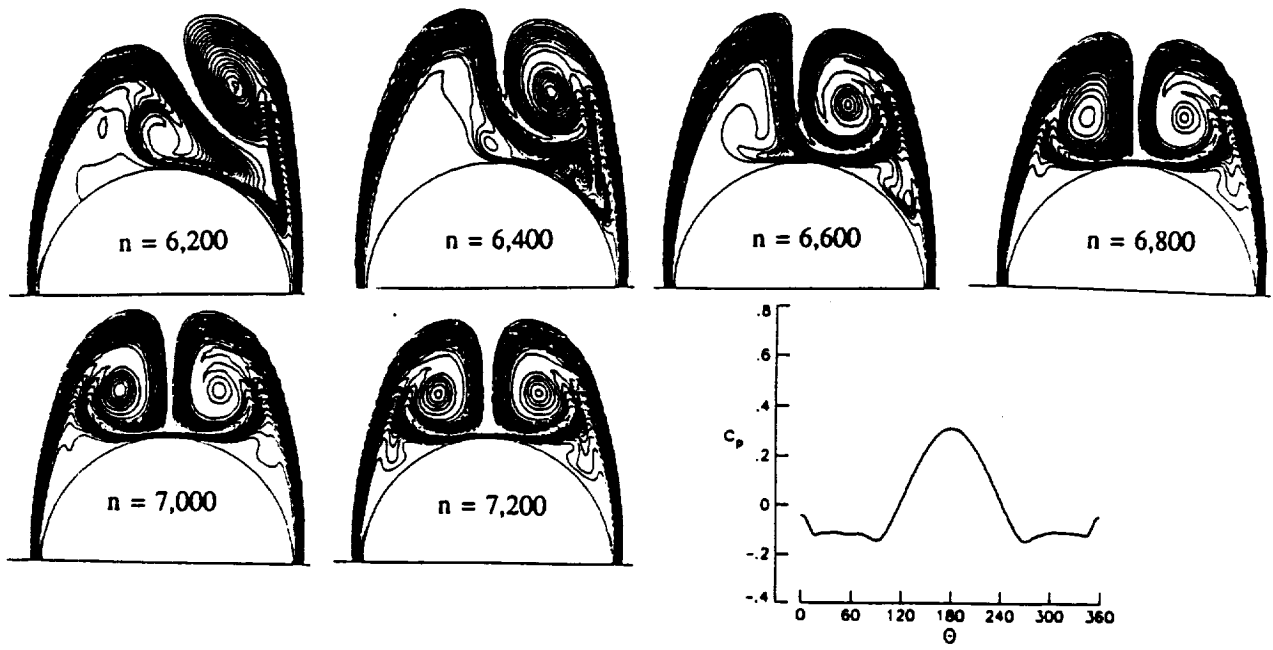 n = 6,200
n = 6,400
n = 6,600
n = 6,800
n = 7,000
n = 7,200
.8
.6
.4
.2
0
-.2
-.4
Cp
0 60 120 180 240 300 360
Θ